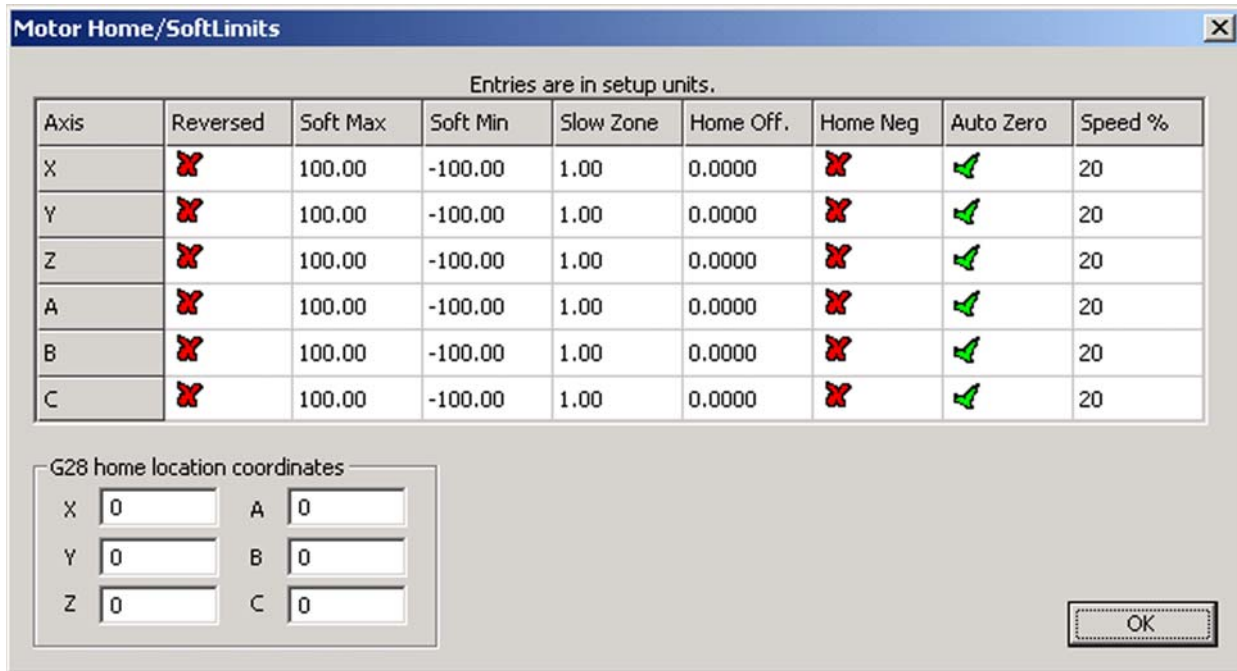 Motor Home/SoftLimits
Entries are in setup units.
Axis Reversed Soft Max Soft Min Slow Zone Home Off. Home Neg Auto Zero Speed %
X 100.00 -100.00 1.00 0.0000 20
Y 100.00 -100.00 1.00 0.0000 20
Z 100.00 -100.00 1.00 0.0000 20
A 100.00 -100.00 1.00 0.0000 20
B 100.00 -100.00 1.00 0.0000 20
C 100.00 -100.00 1.00 0.0000 20
G28 home location coordinates
X 0 A 0
Y 0 B 0
Z 0 C 0
OK